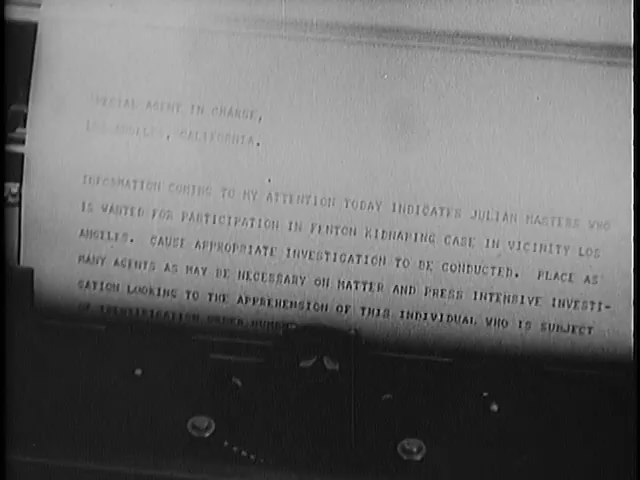 SPECIAL AGENT IN CHARGE,
LOS ANGELES, CALIFORNIA.
INFORMATION COMING TO MY ATTENTION TODAY INDICATES JULIAN MASTERS WHO
IS WANTED FOR PARTICIPATION IN FENTON KIDNAPING CASE IN VICINITY LOS
ANGELES. CAUSE APPROPRIATE INVESTIGATION TO BE CONDUCTED. PLACE AS
MANY AGENTS AS MAY BE NECESSARY ON MATTER AND PRESS INTENSIVE INVESTI-
GATION LOOKING TO THE APPREHENSION OF THIS INDIVIDUAL WHO IS SUBJECT
OF IDENTIFICATION ORDER